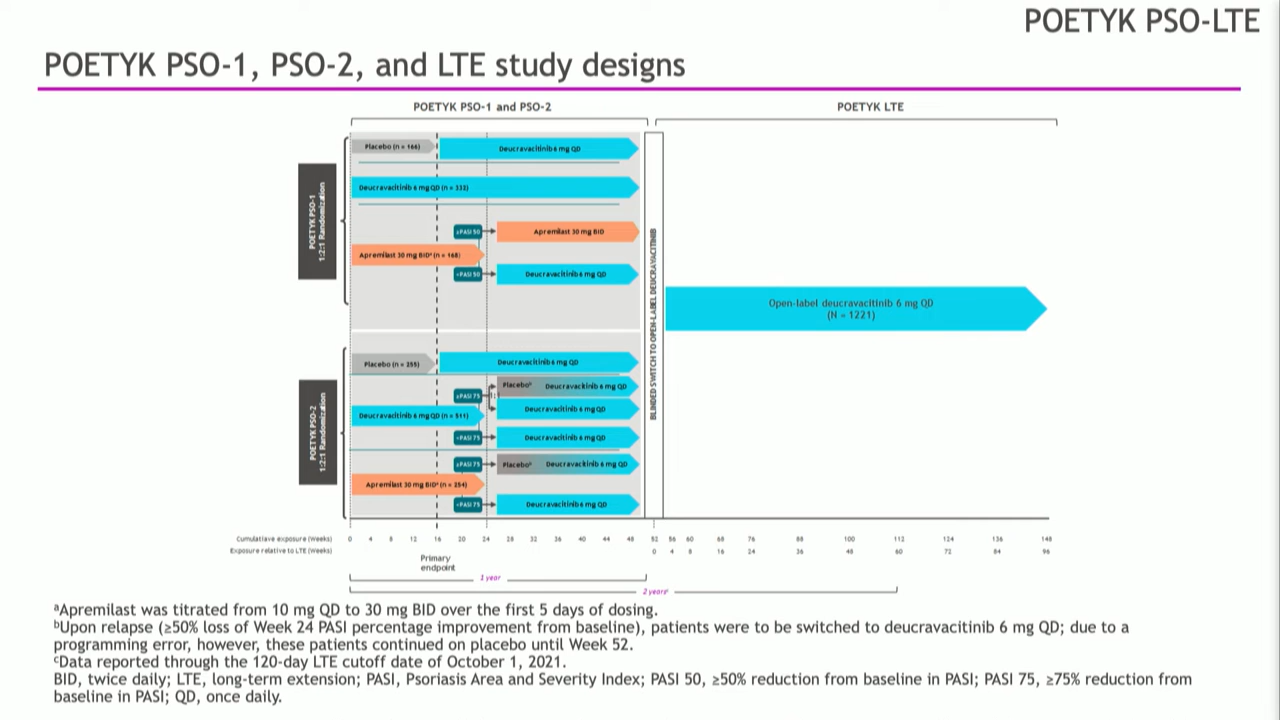 POETYK PSO-LTE
POETYK PSO-1, PSO-2, and LTE study designs
POETYK PSO-1 and PSO-2
POETYK LTE
POETYK PSO-1
1:2:1 Randomization
Placebo (n = 166)
Deucravacitinib 6 mg QD
Deucravacitinib 6 mg QD (n = 332)
≥PASI 50
Apremilast 30 mg BID
Apremilast 30 mg BIDᵃ (n = 168)
<PASI 50
Deucravacitinib 6 mg QD
BLINDED SWITCH TO OPEN-LABEL DEUCRAVACITINIB
Open-label deucravacitinib 6 mg QD
(N = 1221)
POETYK PSO-2
1:2:1 Randomization
Placebo (n = 255)
Deucravacitinib 6 mg QD
≥PASI 75
1:1
Placeboᵇ
Deucravacitinib 6 mg QD
Deucravacitinib 6 mg QD
Deucravacitinib 6 mg QD (n = 511)
<PASI 75
Deucravacitinib 6 mg QD
≥PASI 75
Placeboᵇ
Deucravacitinib 6 mg QD
Apremilast 30 mg BIDᵃ (n = 254)
<PASI 75
Deucravacitinib 6 mg QD
Cumulatiave exposure (weeks) 0 4 8 12 16 20 24 28 32 36 40 44 48 52 56 60 68 76 88 100 112 124 136 148
Exposure relative to LTE (weeks) 0 4 8 16 24 36 48 60 72 84 96
Primary
endpoint
1 year
2 yearsᶜ
ᵃApremilast was titrated from 10 mg QD to 30 mg BID over the first 5 days of dosing.
ᵇUpon relapse (≥50% loss of Week 24 PASI percentage improvement from baseline), patients were to be switched to deucravacitinib 6 mg QD; due to a
programming error, however, these patients continued on placebo until Week 52.
ᶜData reported through the 120-day LTE cutoff date of October 1, 2021.
BID, twice daily; LTE, long-term extension; PASI, Psoriasis Area and Severity Index; PASI 50, ≥50% reduction from baseline in PASI; PASI 75, ≥75% reduction from
baseline in PASI; QD, once daily.